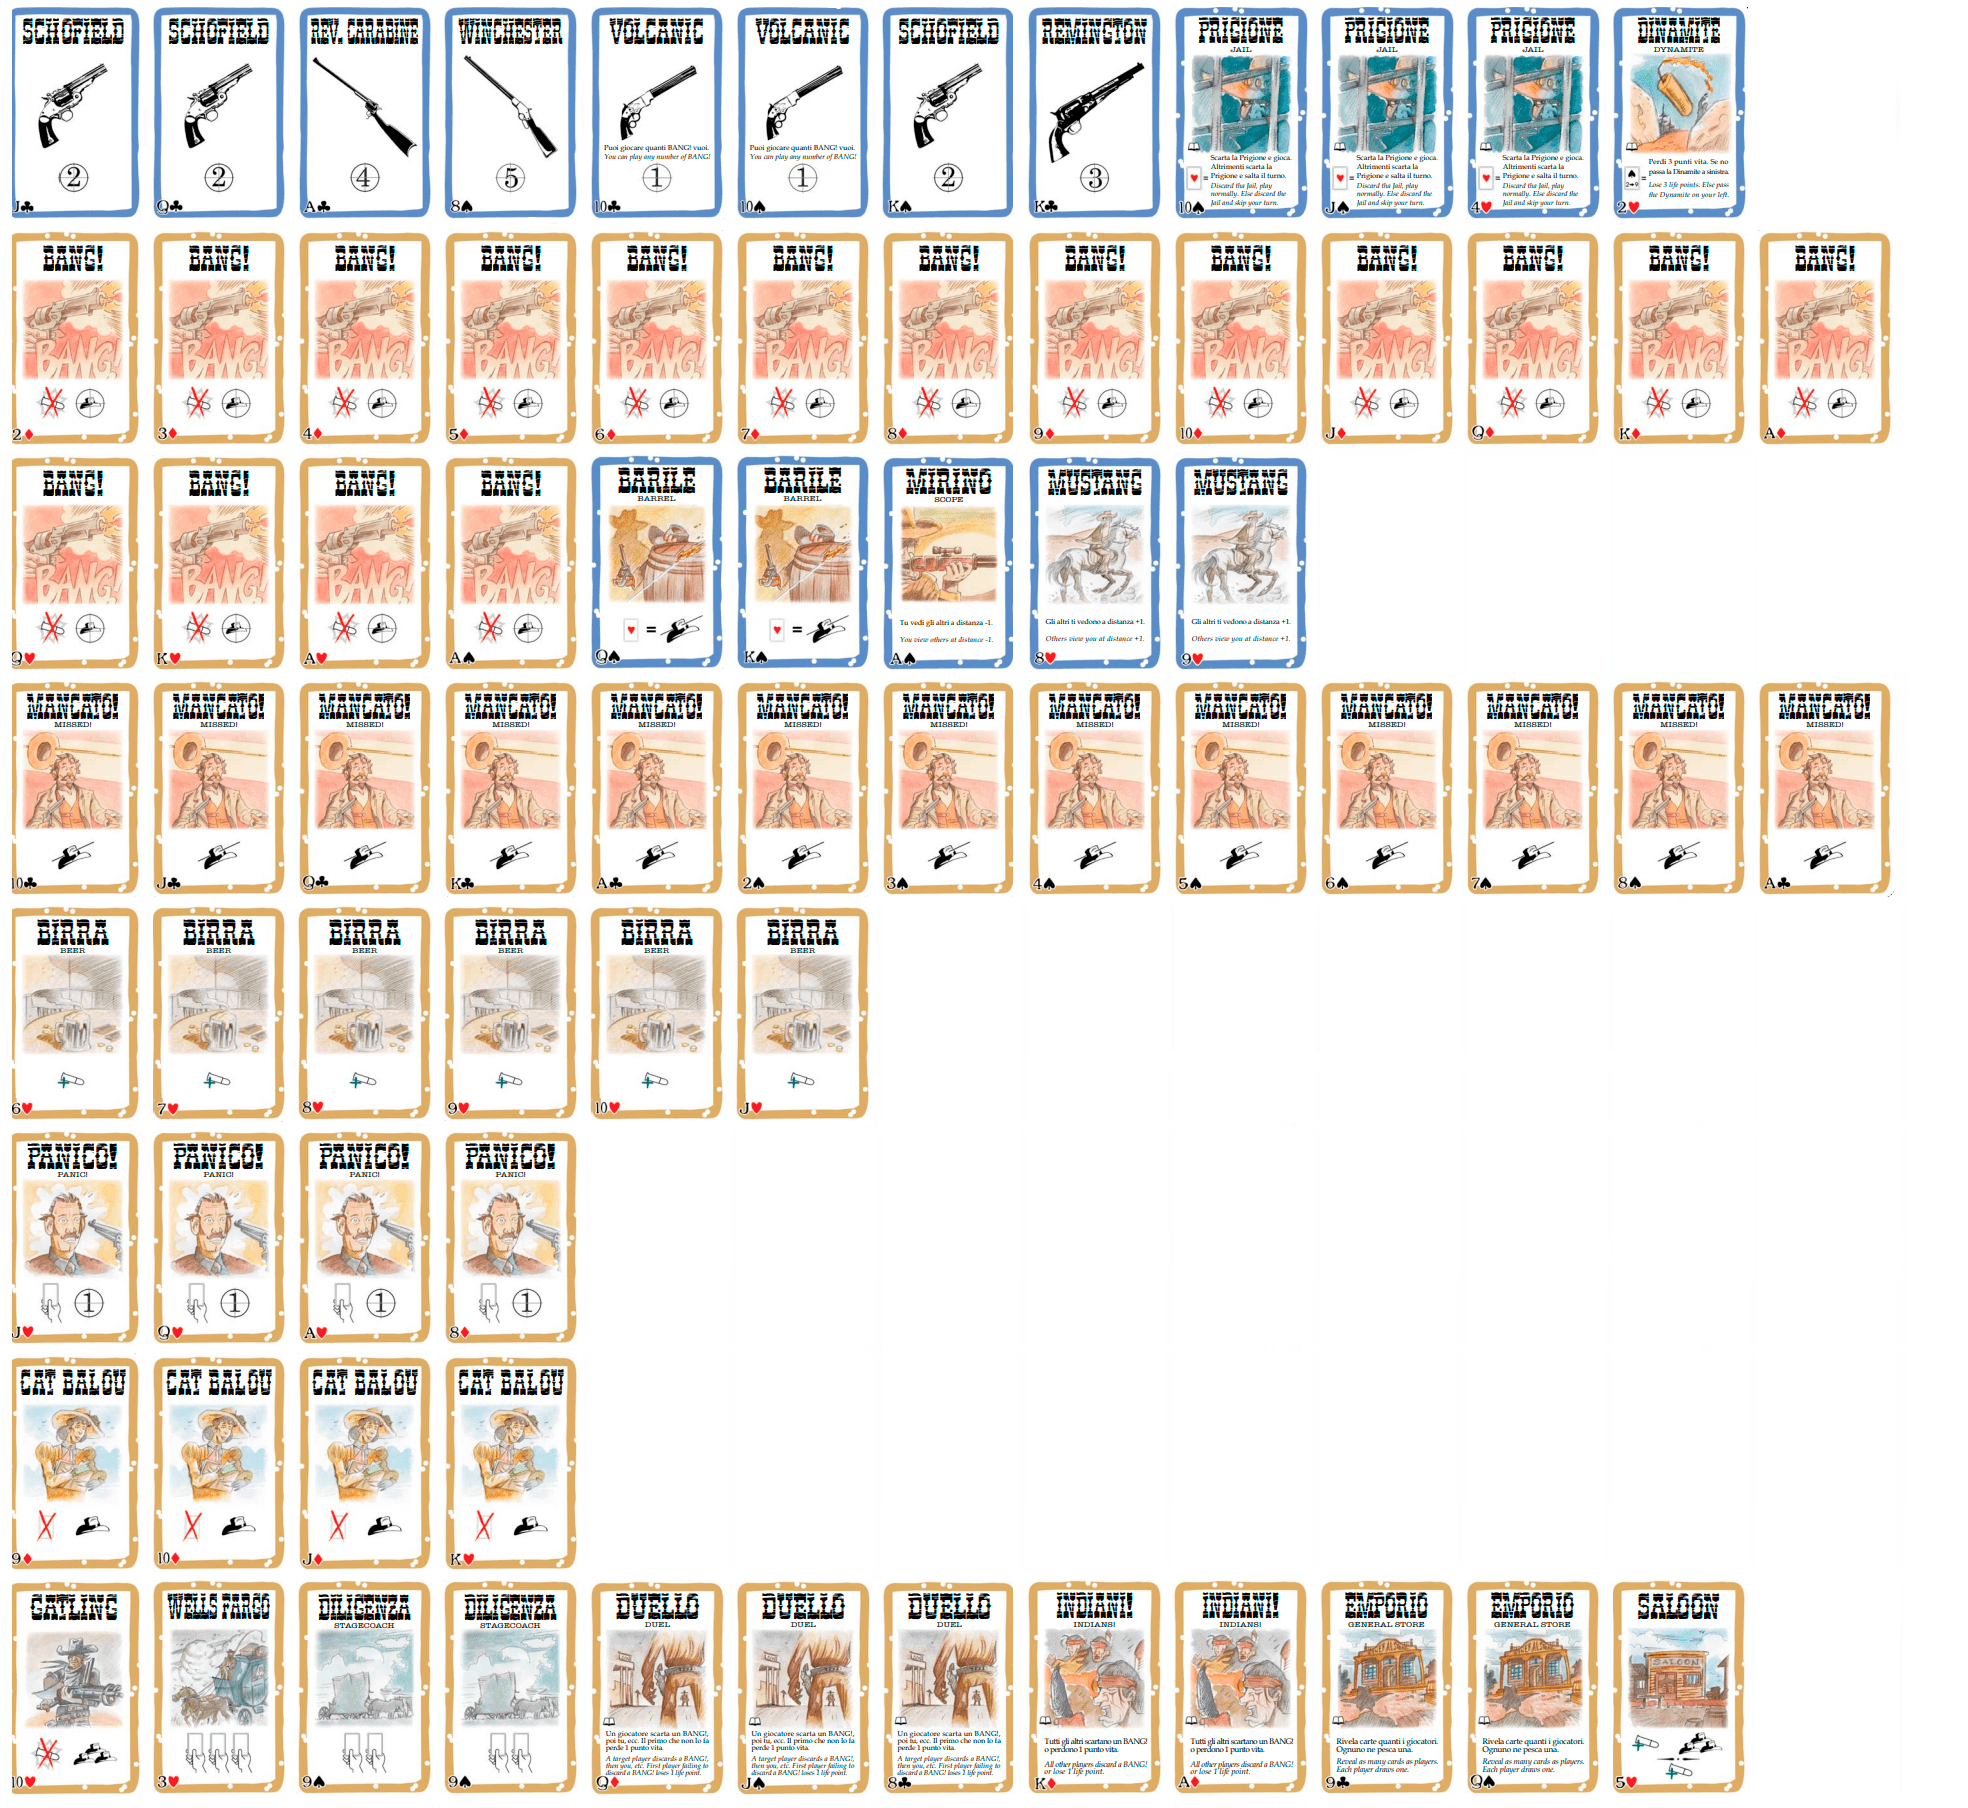 SCHOFIELD
2
J♣
SCHOFIELD
2
Q♣
REV. CARABINE
4
A♣
WINCHESTER
5
8♠
VOLCANIC
Puoi giocare quanti BANG! vuoi.
You can play any number of BANG!
1
10♣
VOLCANIC
Puoi giocare quanti BANG! vuoi.
You can play any number of BANG!
1
10♠
SCHOFIELD
2
K♠
REMINGTON
3
K♣
PRIGIONE
JAIL
Scarta la Prigione e gioca.
Altrimenti scarta la
♥ = Prigione e salta il turno.
Discard the Jail, play
normally. Else discard the
Jail and skip your turn.
10♠
PRIGIONE
JAIL
Scarta la Prigione e gioca.
Altrimenti scarta la
♥ = Prigione e salta il turno.
Discard the Jail, play
normally. Else discard the
Jail and skip your turn.
J♠
PRIGIONE
JAIL
Scarta la Prigione e gioca.
Altrimenti scarta la
♥ = Prigione e salta il turno.
Discard the Jail, play
normally. Else discard the
Jail and skip your turn.
4♥
DINAMITE
DYNAMITE
Perdi 3 punti vita. Se no
passa la Dinamite a sinistra.
♠ 2-9 =
Lose 3 life points. Else pass
the Dynamite on your left.
2♥
BANG!
BANG!
2♦
BANG!
BANG!
3♦
BANG!
BANG!
4♦
BANG!
BANG!
5♦
BANG!
BANG!
6♦
BANG!
BANG!
7♦
BANG!
BANG!
8♦
BANG!
BANG!
9♦
BANG!
BANG!
10♦
BANG!
BANG!
J♦
BANG!
BANG!
Q♦
BANG!
BANG!
K♦
BANG!
BANG!
A♦
BANG!
BANG!
Q♥
BANG!
BANG!
K♥
BANG!
BANG!
A♥
BANG!
BANG!
A♠
BARILE
BARREL
♥ =
Q♠
BARILE
BARREL
♥ =
K♠
MIRINO
SCOPE
Tu vedi gli altri a distanza -1.
You view others at distance -1.
A♠
MUSTANG
Gli altri ti vedono a distanza +1.
Others view you at distance +1.
8♥
MUSTANG
Gli altri ti vedono a distanza +1.
Others view you at distance +1.
9♥
MANCATO!
MISSED!
10♣
MANCATO!
MISSED!
J♣
MANCATO!
MISSED!
Q♣
MANCATO!
MISSED!
K♣
MANCATO!
MISSED!
A♣
MANCATO!
MISSED!
2♠
MANCATO!
MISSED!
3♠
MANCATO!
MISSED!
4♠
MANCATO!
MISSED!
5♠
MANCATO!
MISSED!
6♠
MANCATO!
MISSED!
7♠
MANCATO!
MISSED!
8♠
MANCATO!
MISSED!
A♣
BIRRA
BEER
6♥
BIRRA
BEER
7♥
BIRRA
BEER
8♥
BIRRA
BEER
9♥
BIRRA
BEER
10♥
BIRRA
BEER
J♥
PANICO!
PANIC!
1
J♥
PANICO!
PANIC!
1
Q♥
PANICO!
PANIC!
1
A♥
PANICO!
PANIC!
1
8♦
CAT BALOU
9♦
CAT BALOU
10♦
CAT BALOU
J♦
CAT BALOU
K♥
GATLING
10♥
WELLS FARGO
3♥
DILIGENZA
STAGECOACH
9♠
DILIGENZA
STAGECOACH
9♠
DUELLO
DUEL
Un giocatore scarta un BANG!,
poi tu, ecc. Il primo che non lo fa
perde 1 punto vita.
A target player discards a BANG!,
then you, etc. First player failing to
discard a BANG! loses 1 life point.
Q♦
DUELLO
DUEL
Un giocatore scarta un BANG!,
poi tu, ecc. Il primo che non lo fa
perde 1 punto vita.
A target player discards a BANG!,
then you, etc. First player failing to
discard a BANG! loses 1 life point.
J♠
DUELLO
DUEL
Un giocatore scarta un BANG!,
poi tu, ecc. Il primo che non lo fa
perde 1 punto vita.
A target player discards a BANG!,
then you, etc. First player failing to
discard a BANG! loses 1 life point.
8♣
INDIANI!
INDIANS!
Tutti gli altri scartano un BANG!
o perdono 1 punto vita.
All other players discard a BANG!
or lose 1 life point.
K♦
INDIANI!
INDIANS!
Tutti gli altri scartano un BANG!
o perdono 1 punto vita.
All other players discard a BANG!
or lose 1 life point.
A♦
EMPORIO
GENERAL STORE
Rivela carte quanti i giocatori.
Ognuno ne pesca una.
Reveal as many cards as players.
Each player draws one.
9♣
EMPORIO
GENERAL STORE
Rivela carte quanti i giocatori.
Ognuno ne pesca una.
Reveal as many cards as players.
Each player draws one.
Q♠
SALOON
SALOON
5♥